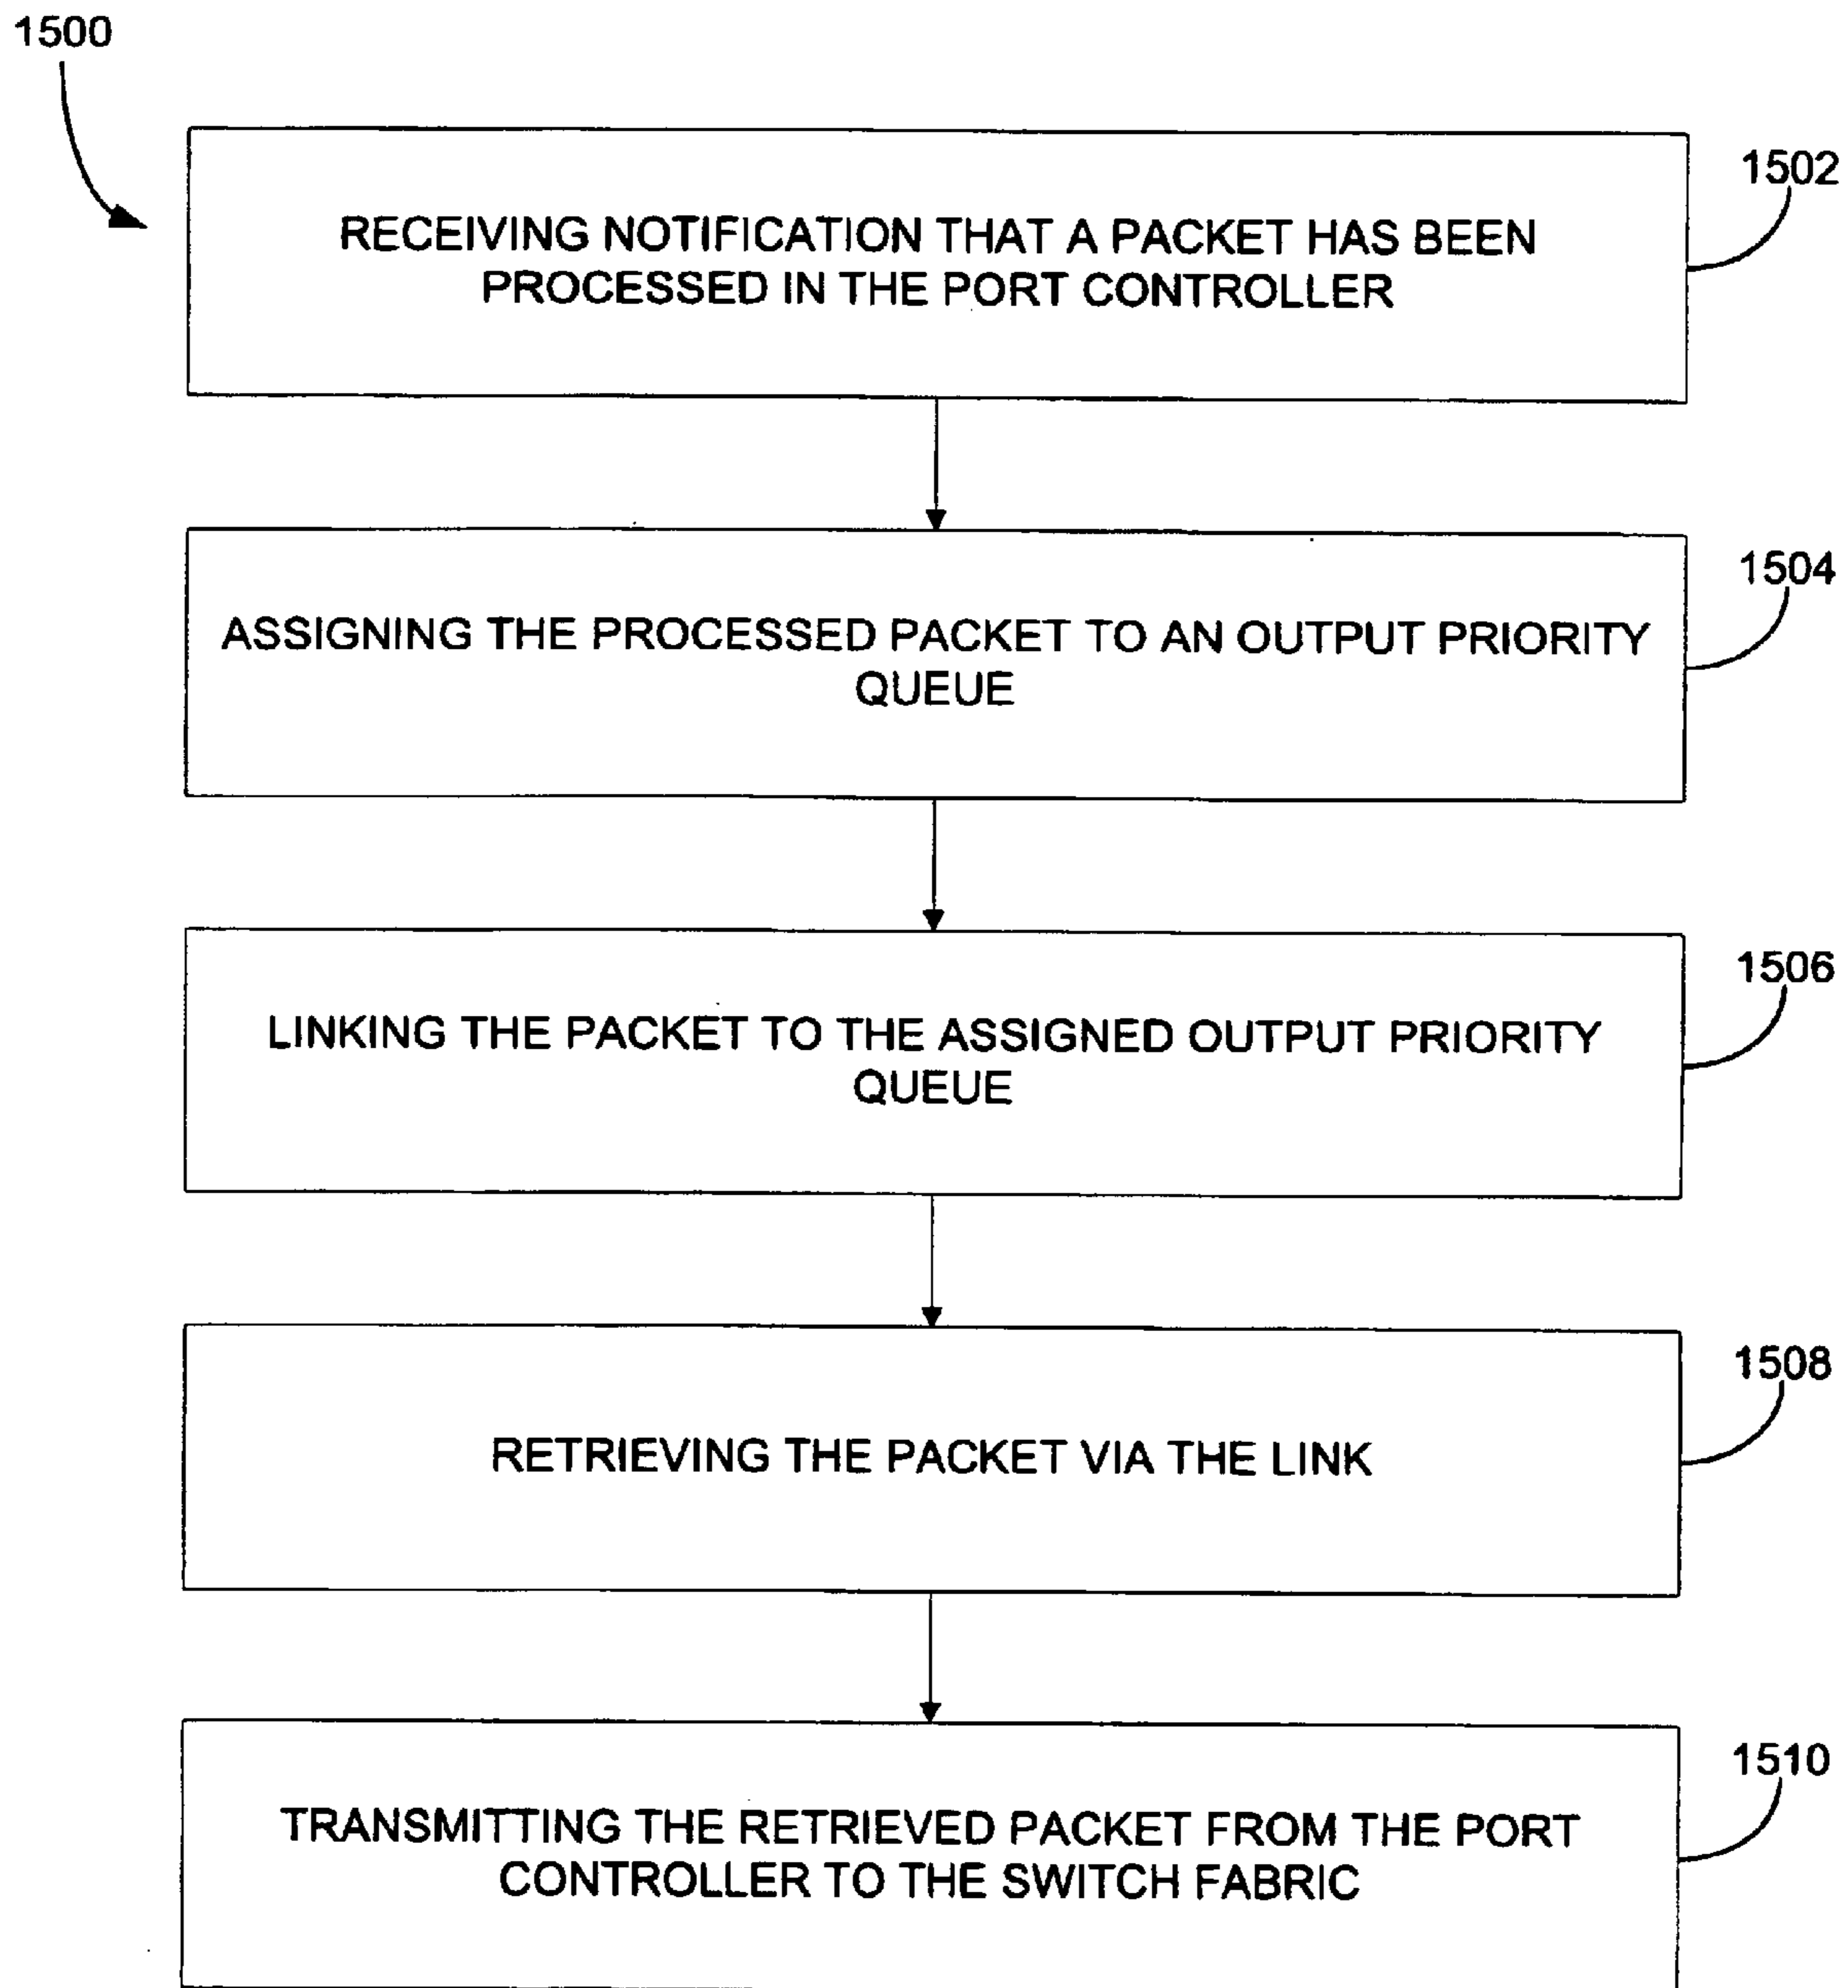 1500
1502
RECEIVING NOTIFICATION THAT A PACKET HAS BEEN
PROCESSED IN THE PORT CONTROLLER
1504
ASSIGNING THE PROCESSED PACKET TO AN OUTPUT PRIORITY
QUEUE
1506
LINKING THE PACKET TO THE ASSIGNED OUTPUT PRIORITY
QUEUE
1508
RETRIEVING THE PACKET VIA THE LINK
1510
TRANSMITTING THE RETRIEVED PACKET FROM THE PORT
CONTROLLER TO THE SWITCH FABRIC